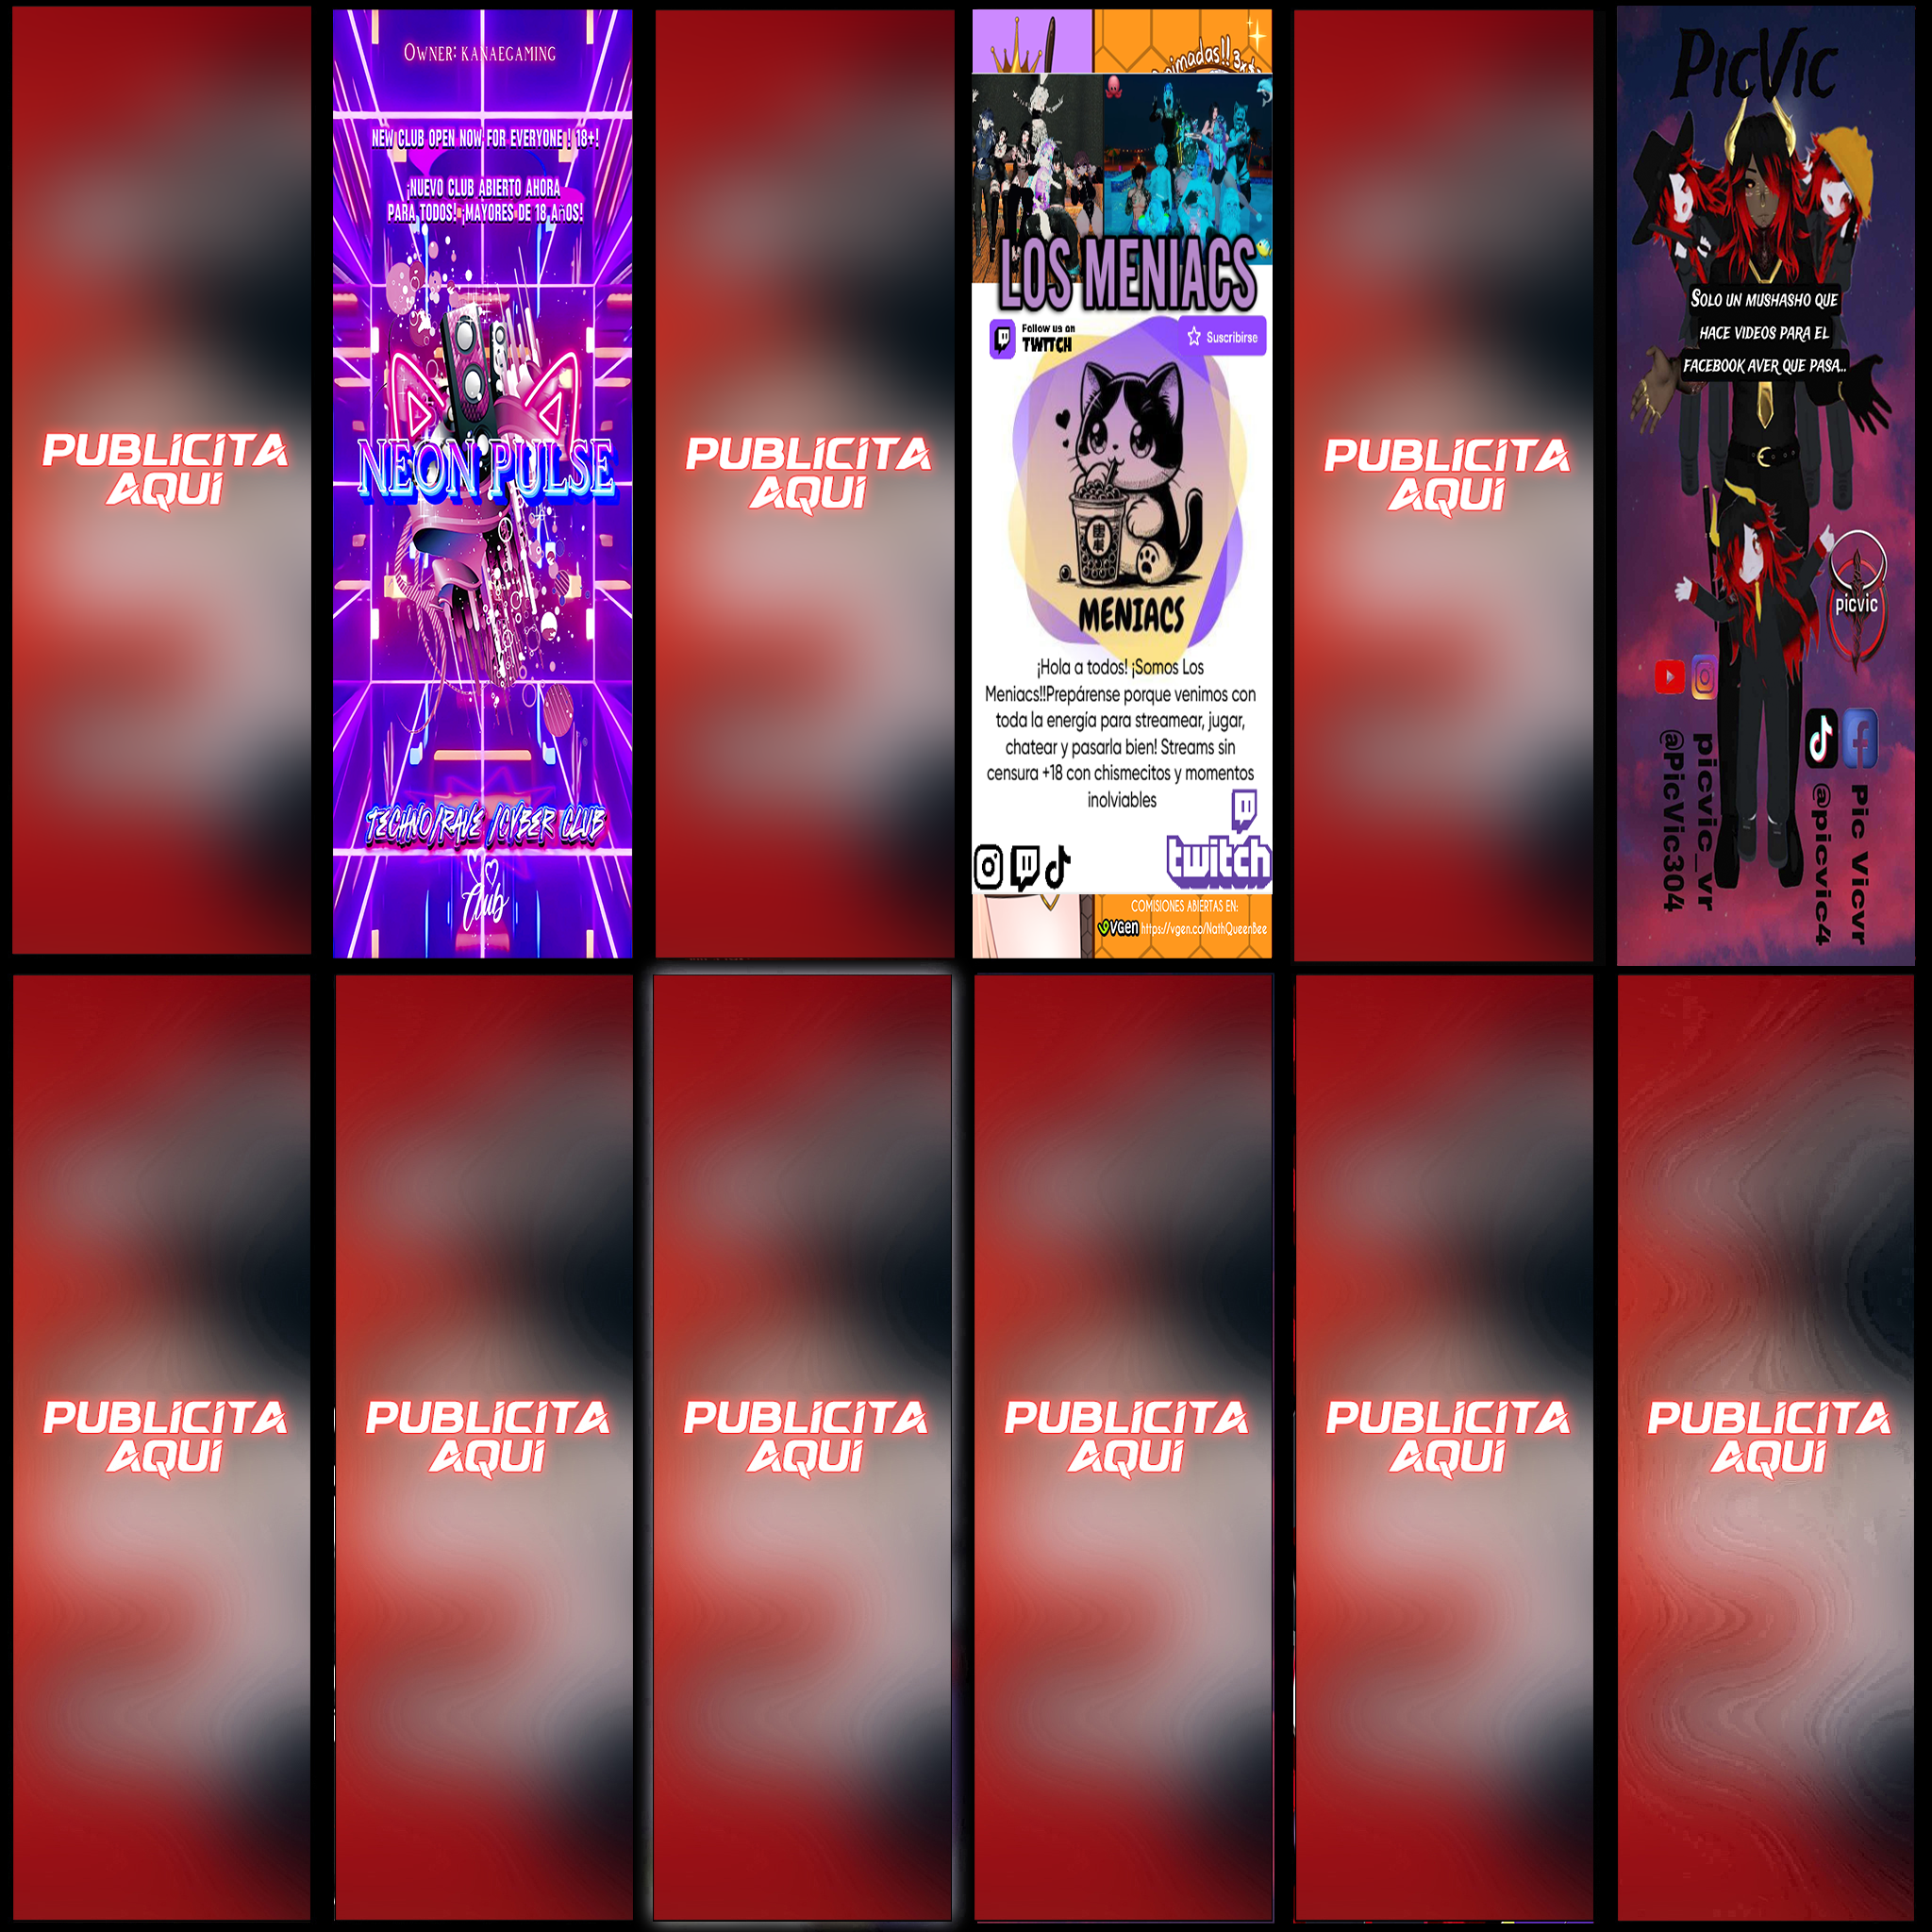 PUBLICITA
AQUI
OWNER: KANAEGAMING
NEW CLUB OPEN NOW FOR EVERYONE ! 18+!
¡NUEVO CLUB ABIERTO AHORA
PARA TODOS! ¡MAYORES DE 18 AÑOS!
NEON PULSE
TECHNO/RAVE /CYBER CLUB
Club
PUBLICITA
AQUI
nimadas!! 3x$
LOS MENIACS
Follow us on
TWITCH
Suscribirse
MENIACS
¡Hola a todos! ¡Somos Los
Meniacs!!Prepárense porque venimos con
toda la energía para streamear, jugar,
chatear y pasarla bien! Streams sin
censura +18 con chismecitos y momentos
inolviables
twitch
COMISIONES ABIERTAS EN:
VGen https://vgen.co/NathQueenBee
PUBLICITA
AQUI
PICVIC
SOLO UN MUSHASHO QUE
HACE VIDEOS PARA EL
FACEBOOK AVER QUE PASA...
picvic
@PicVic304
picvic_vr
@picvic4
Pic Vicvr
PUBLICITA
AQUI
PUBLICITA
AQUI
PUBLICITA
AQUI
PUBLICITA
AQUI
PUBLICITA
AQUI
PUBLICITA
AQUI